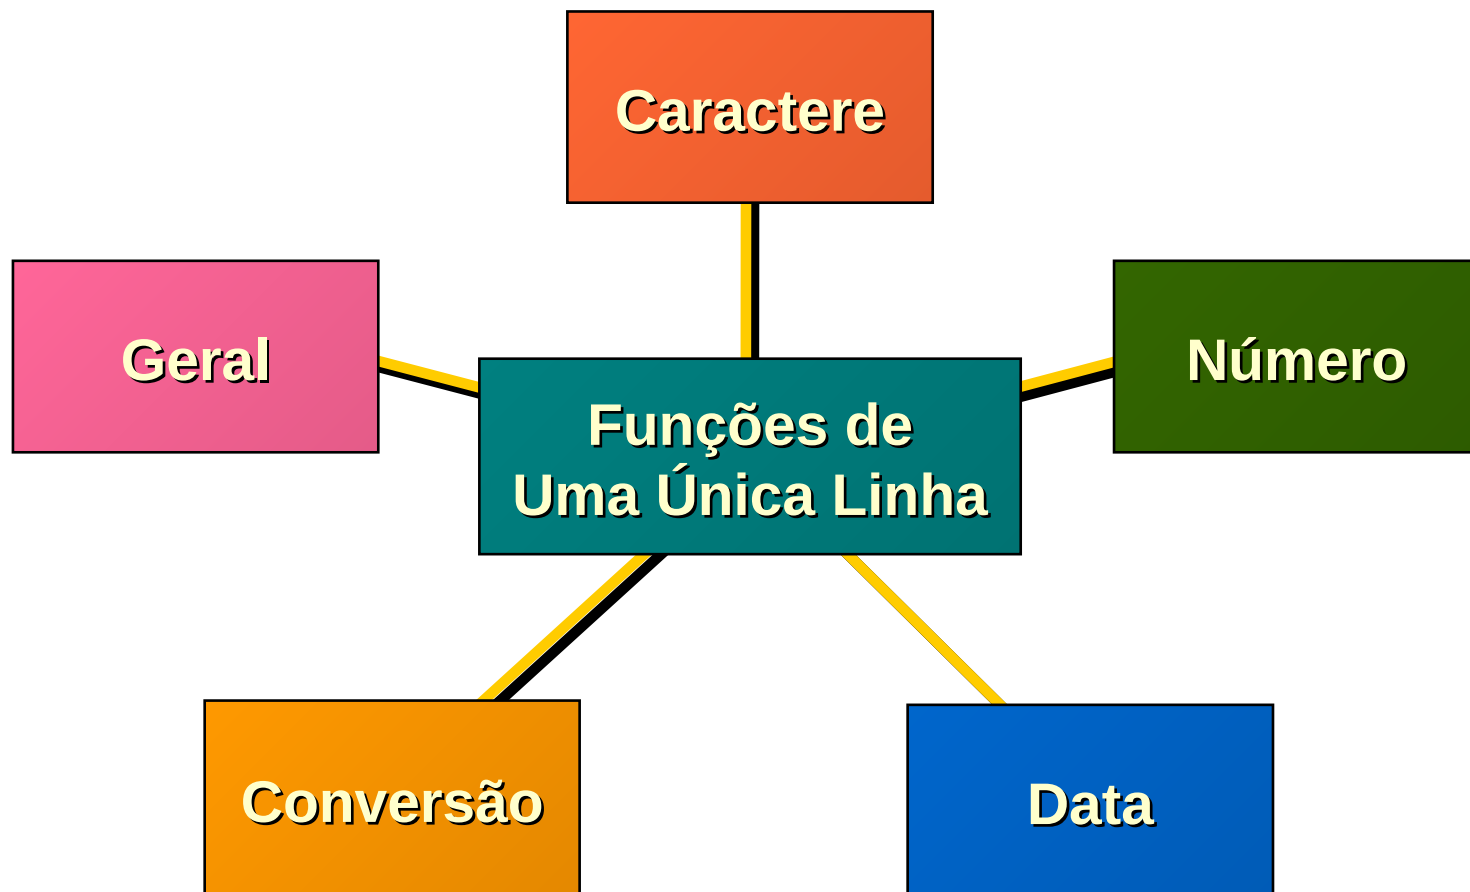 Caractere
Geral
Número
Funções de
Uma Única Linha
Conversão
Data